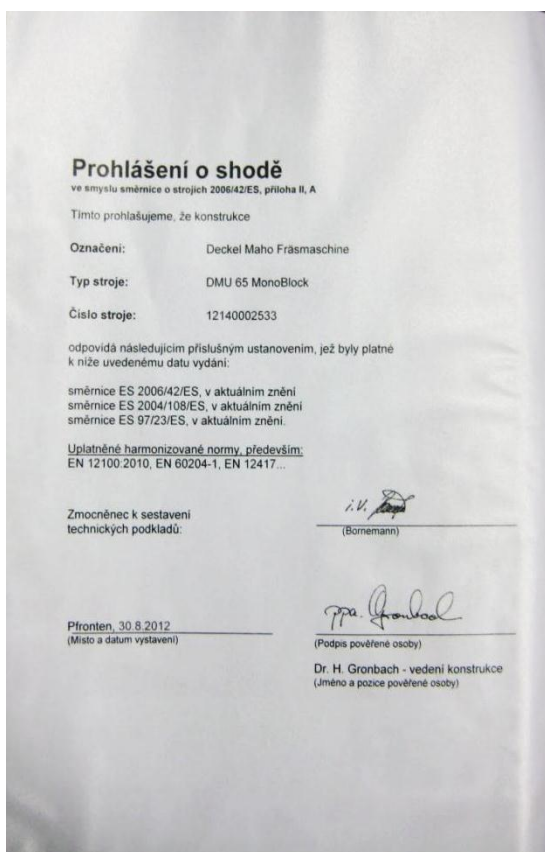 Prohlášení o shodě
ve smyslu směrnice o strojích 2006/42/ES, příloha II, A
Tímto prohlašujeme, že konstrukce
Označení: Deckel Maho Fräsmaschine
Typ stroje: DMU 65 MonoBlock
Číslo stroje: 12140002533
odpovídá následujícím příslušným ustanovením, jež byly platné
k níže uvedenému datu vydání:
směrnice ES 2006/42/ES, v aktuálním znění
směrnice ES 2004/108/ES, v aktuálním znění
směrnice ES 97/23/ES, v aktuálním znění.
Uplatněné harmonizované normy, především:
EN 12100:2010, EN 60204-1, EN 12417...
Zmocněnec k sestavení
technických podkladů:
i.V.
(Bornemann)
ppa. Gronbach
Pfronten, 30.8.2012
(Místo a datum vystavení)
(Podpis pověřené osoby)
Dr. H. Gronbach - vedení konstrukce
(Jméno a pozice pověřené osoby)